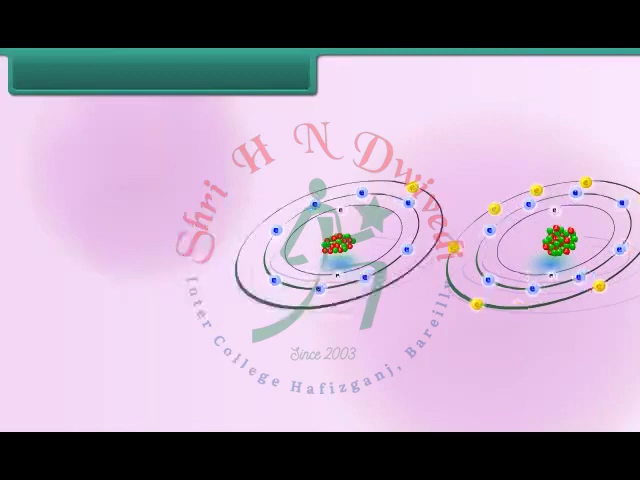 Shri H N Dwivedi
Inter College Hafizganj, Bareilly
Since 2003
e e e e e e e e e e e
e e e e e e e e e e e e e e e e